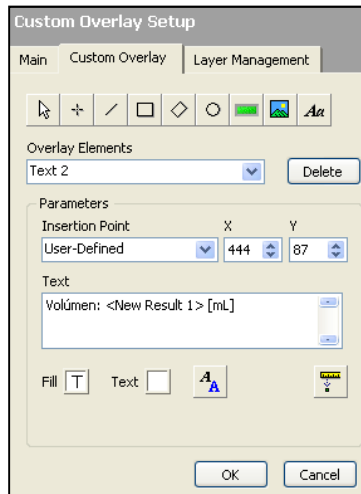 Custom Overlay Setup
Main Custom Overlay Layer Management
Aa
Overlay Elements
Text 2 Delete
Parameters
Insertion Point X Y
User-Defined 444 87
Text
Volúmen: <New Result 1> [mL]
Fill T Text A A
OK Cancel